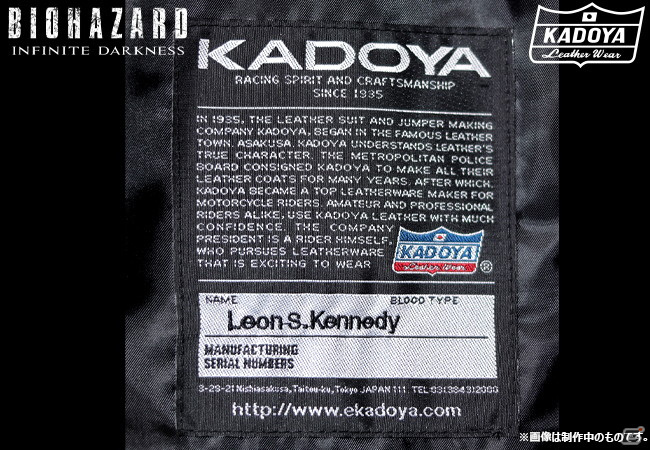 BIOHAZARD
INFINITE DARKNESS
KADOYA
Leather Wear
KADOYA
RACING SPIRIT AND CRAFTSMANSHIP
SINCE 1935
IN 1935, THE LEATHER SUIT AND JUMPER MAKING
COMPANY KADOYA, BEGAN IN THE FAMOUS LEATHER
TOWN, ASAKUSA. KADOYA UNDERSTANDS LEATHER'S
TRUE CHARACTER. THE METROPOLITAN POLICE
BOARD CONSIGNED KADOYA TO MAKE ALL THEIR
LEATHER COATS FOR MANY YEARS, AFTER WHICH,
KADOYA BECAME A TOP LEATHERWARE MAKER FOR
MOTORCYCLE RIDERS. AMATEUR AND PROFESSIONAL
RIDERS ALIKE, USE KADOYA LEATHER WITH MUCH
CONFIDENCE. THE COMPANY
PRESIDENT IS A RIDER HIMSELF,
WHO PURSUES LEATHERWARE
THAT IS EXCITING TO WEAR
KADOYA
Leather Wear
®
NAME BLOOD TYPE
Leon·S.Kennedy
MANUFACTURING
SERIAL NUMBERS
3-29-21 Nishiasakusa, Taitou-ku, Tokyo JAPAN 111 TEL 03(3843)2000
http://www.ekadoya.com
※画像は制作中のものです。